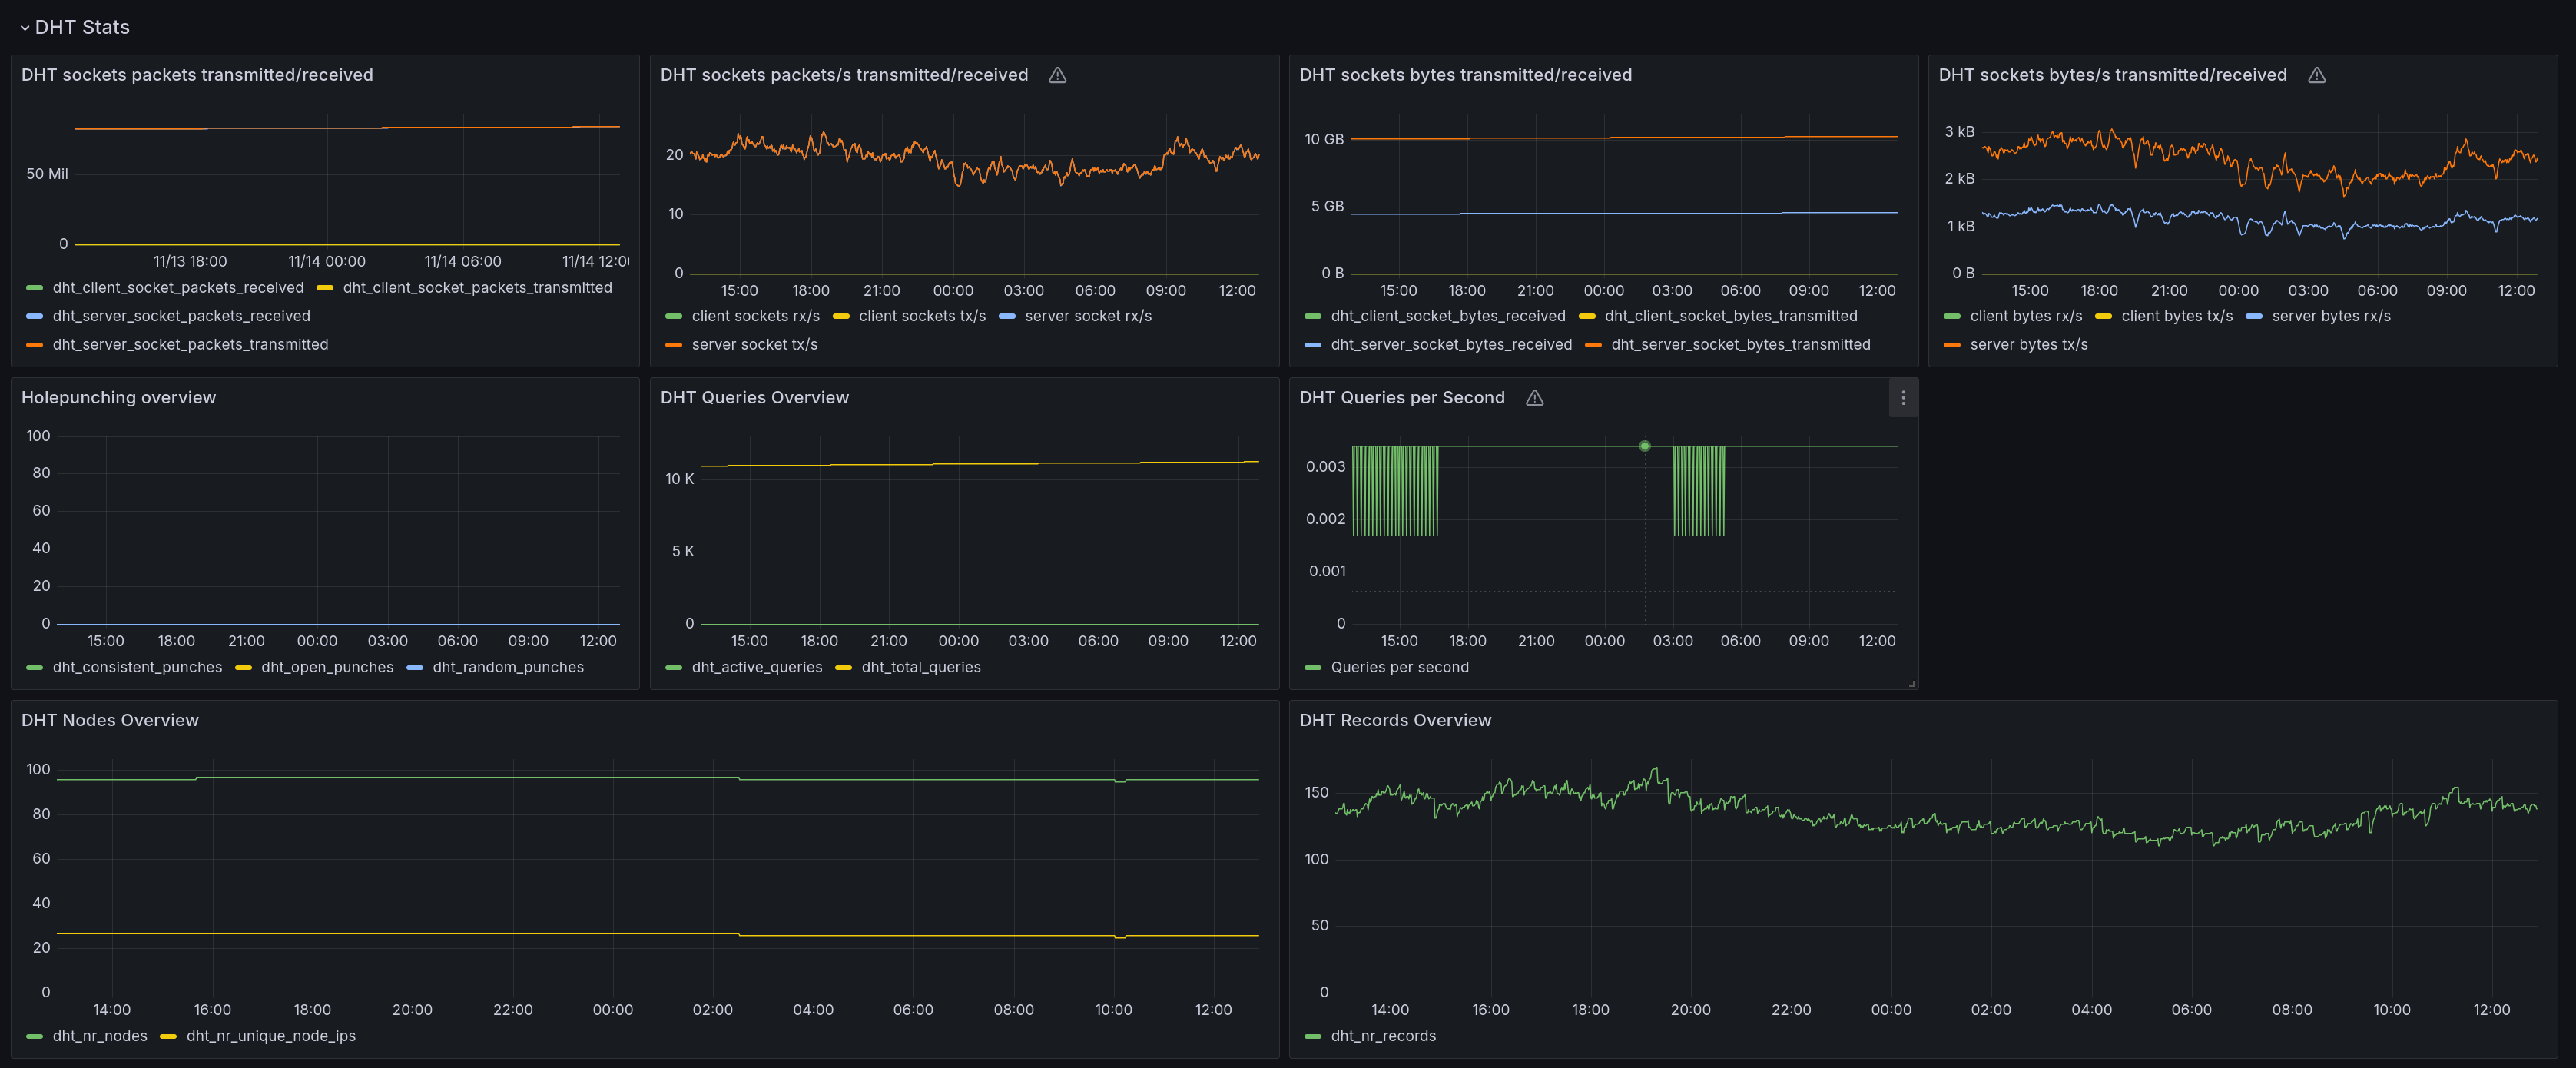 DHT Stats
DHT sockets packets transmitted/received
50 Mil
0
11/13 18:00 11/14 00:00 11/14 06:00 11/14 12:0
dht_client_socket_packets_received dht_client_socket_packets_transmitted
dht_server_socket_packets_received
dht_server_socket_packets_transmitted
DHT sockets packets/s transmitted/received
20
10
0
15:00 18:00 21:00 00:00 03:00 06:00 09:00 12:00
client sockets rx/s client sockets tx/s server socket rx/s
server socket tx/s
DHT sockets bytes transmitted/received
10 GB
5 GB
0 B
15:00 18:00 21:00 00:00 03:00 06:00 09:00 12:00
dht_client_socket_bytes_received dht_client_socket_bytes_transmitted
dht_server_socket_bytes_received dht_server_socket_bytes_transmitted
DHT sockets bytes/s transmitted/received
3 kB
2 kB
1 kB
0 B
15:00 18:00 21:00 00:00 03:00 06:00 09:00 12:00
client bytes rx/s client bytes tx/s server bytes rx/s
server bytes tx/s
Holepunching overview
100
80
60
40
20
0
15:00 18:00 21:00 00:00 03:00 06:00 09:00 12:00
dht_consistent_punches dht_open_punches dht_random_punches
DHT Queries Overview
10 K
5 K
0
15:00 18:00 21:00 00:00 03:00 06:00 09:00 12:00
dht_active_queries dht_total_queries
DHT Queries per Second
0.003
0.002
0.001
0
15:00 18:00 21:00 00:00 03:00 06:00 09:00 12:00
Queries per second
DHT Nodes Overview
100
80
60
40
20
0
14:00 16:00 18:00 20:00 22:00 00:00 02:00 04:00 06:00 08:00 10:00 12:00
dht_nr_nodes dht_nr_unique_node_ips
DHT Records Overview
150
100
50
0
14:00 16:00 18:00 20:00 22:00 00:00 02:00 04:00 06:00 08:00 10:00 12:00
dht_nr_records